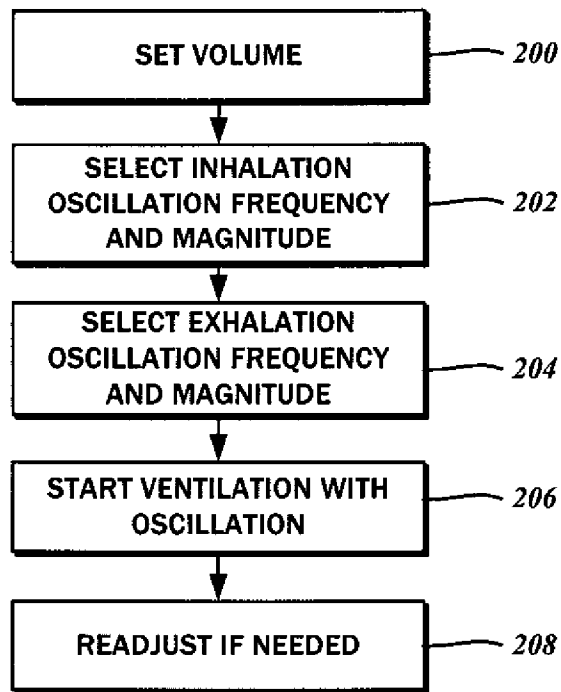 SET VOLUME
200
SELECT INHALATION
OSCILLATION FREQUENCY
AND MAGNITUDE
202
SELECT EXHALATION
OSCILLATION FREQUENCY
AND MAGNITUDE
204
START VENTILATION WITH
OSCILLATION
206
READJUST IF NEEDED
208